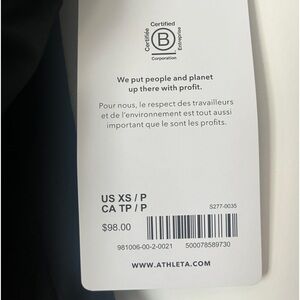 Certified
Certifiée
Entreprise
B
Corporation
We put people and planet
up there with profit.
Pour nous, le respect des travailleurs
et de l'environnement est tout aussi
important que le sont les profits.
US XS / P
CA TP / P
5277-0035
$98.00
981006-00-2-0021 500078589730
WWW.ATHLETA.COM